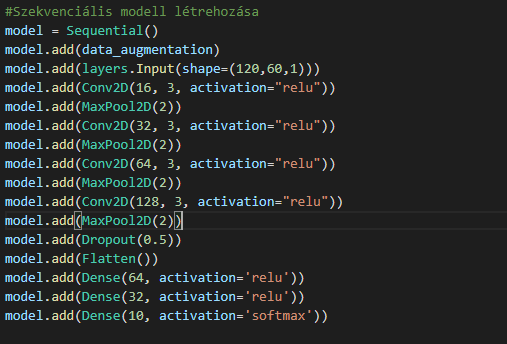 #Szekvenciális modell létrehozása
model = Sequential()
model.add(data_augmentation)
model.add(layers.Input(shape=(120,60,1)))
model.add(Conv2D(16, 3, activation="relu"))
model.add(MaxPool2D(2))
model.add(Conv2D(32, 3, activation="relu"))
model.add(MaxPool2D(2))
model.add(Conv2D(64, 3, activation="relu"))
model.add(MaxPool2D(2))
model.add(Conv2D(128, 3, activation="relu"))
model.add(MaxPool2D(2))
model.add(Dropout(0.5))
model.add(Flatten())
model.add(Dense(64, activation='relu'))
model.add(Dense(32, activation='relu'))
model.add(Dense(10, activation='softmax'))